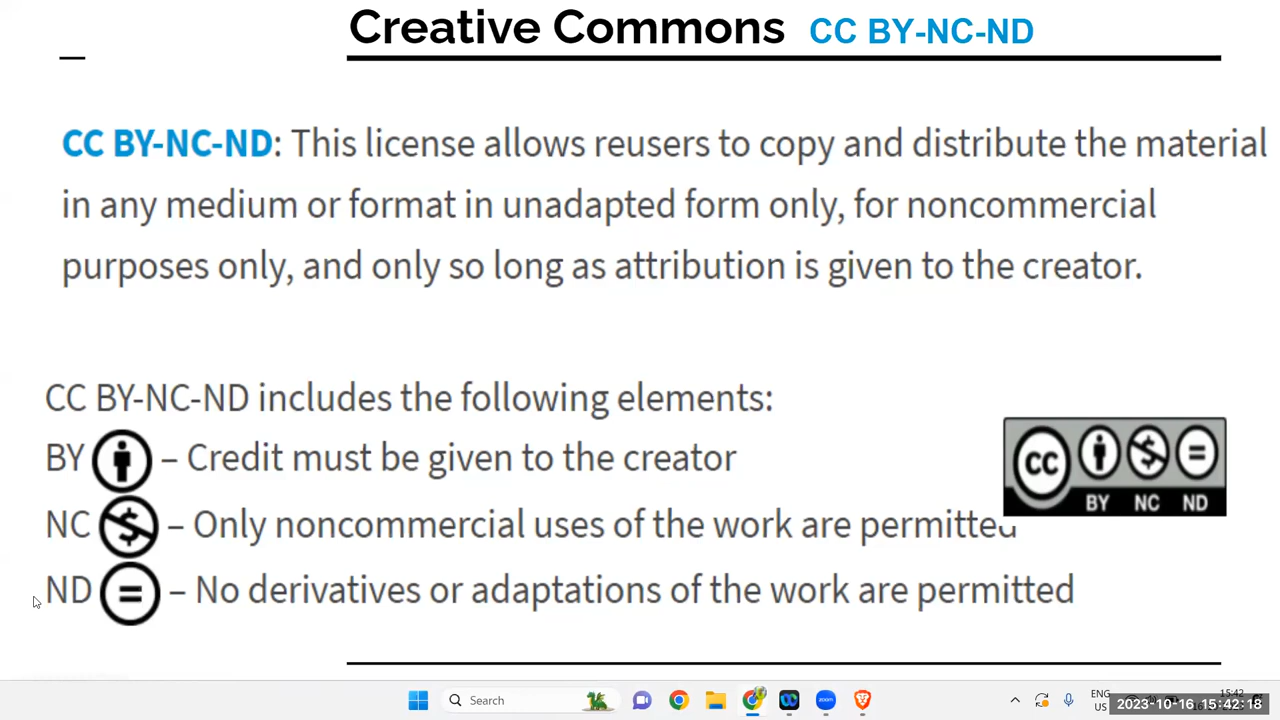 Creative Commons CC BY-NC-ND
CC BY-NC-ND: This license allows reusers to copy and distribute the material
in any medium or format in unadapted form only, for noncommercial
purposes only, and only so long as attribution is given to the creator.
CC BY-NC-ND includes the following elements:
BY – Credit must be given to the creator
NC $ – Only noncommercial uses of the work are permitted
ND = – No derivatives or adaptations of the work are permitted
CC $ =
BY NC ND
Search
zoom
ENG
US
15:42
2023-10-16 15:42:18